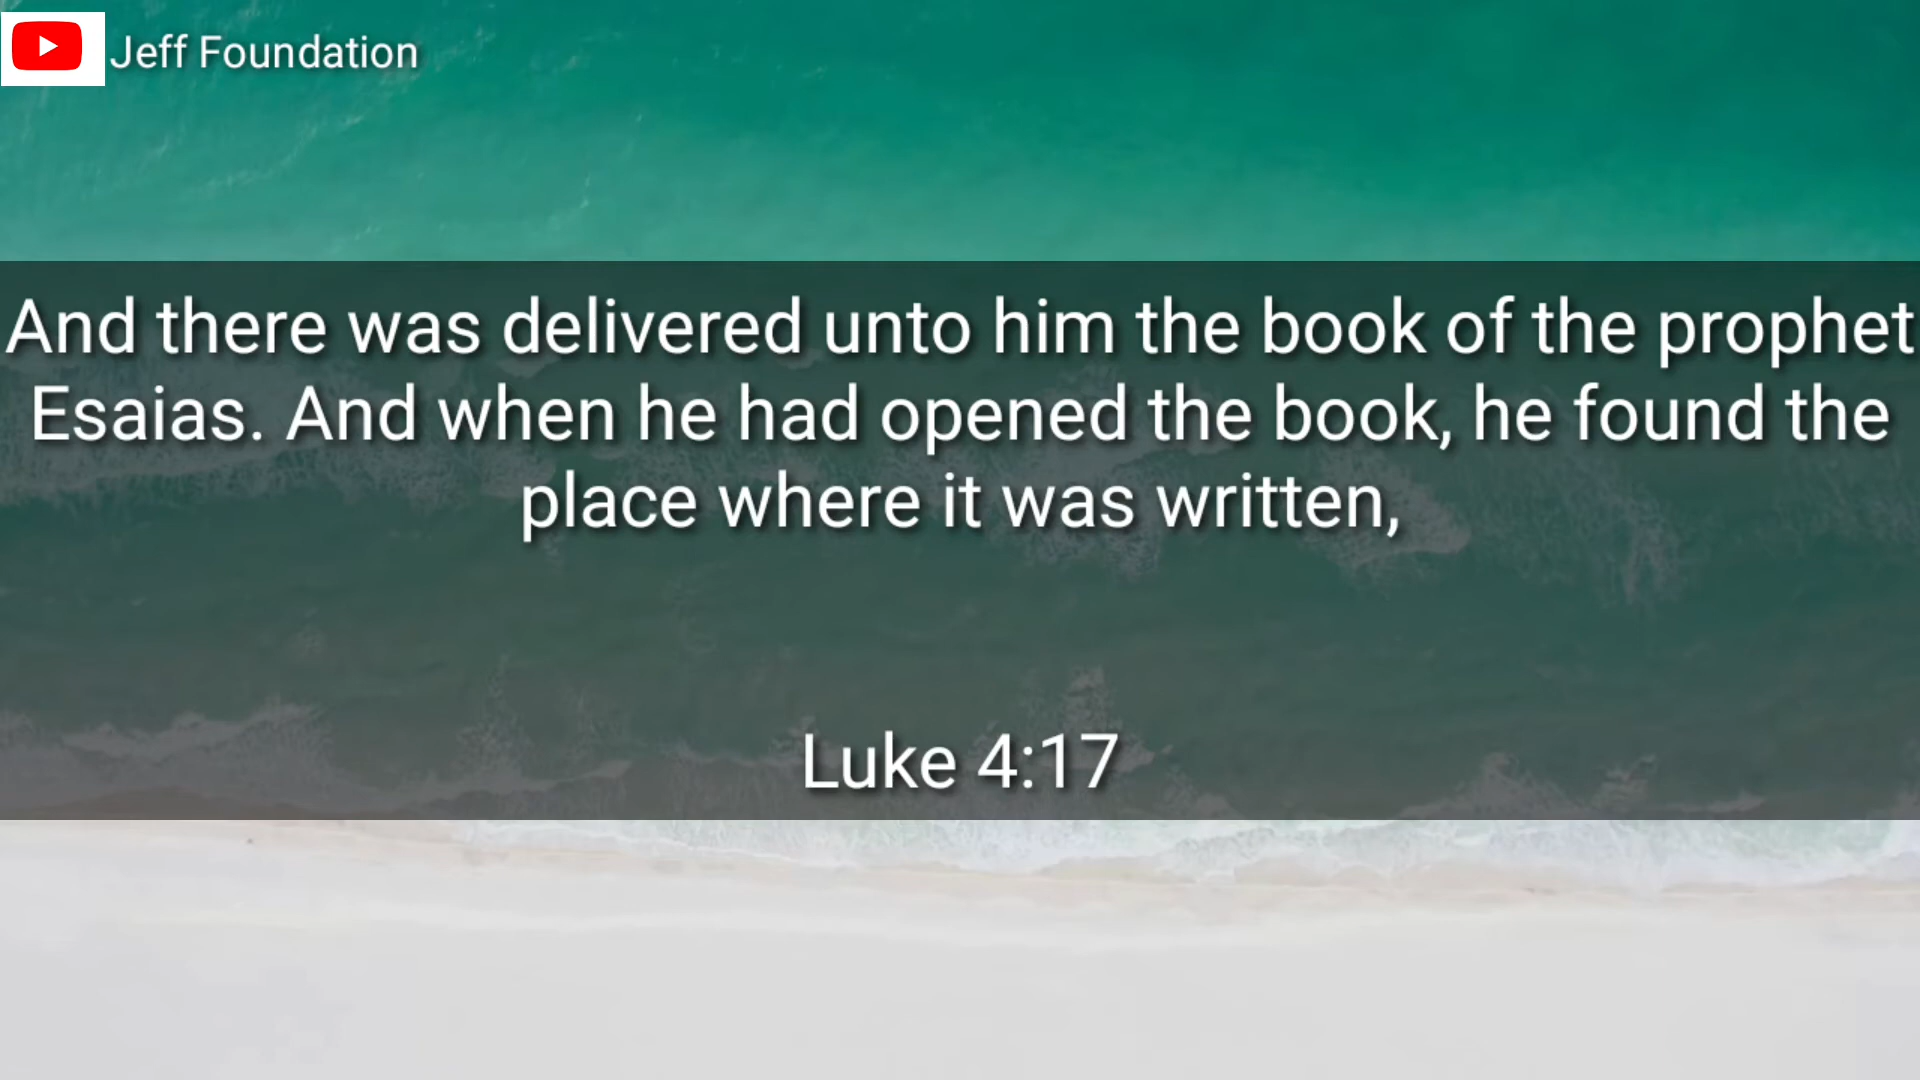 Jeff Foundation
And there was delivered unto him the book of the prophet
Esaias. And when he had opened the book, he found the
place where it was written,
Luke 4:17